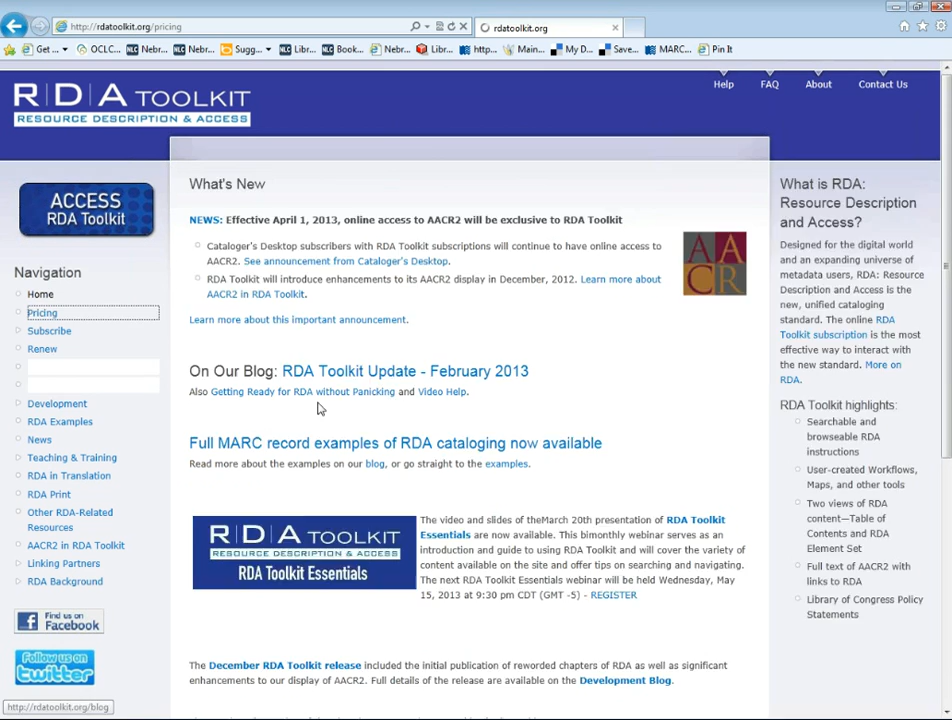 http://rdatoolkit.org/pricing
rdatoolkit.org
Get ...
OCLC...
Nebr...
Nebr...
Sugg...
Libr...
Book...
Nebr...
Libr...
http...
Main...
My D...
Save...
MARC...
Pin It
R|D|A TOOLKIT
RESOURCE DESCRIPTION & ACCESS
Help
FAQ
About
Contact Us
ACCESS
RDA Toolkit
Navigation
Home
Pricing
Subscribe
Renew
Development
RDA Examples
News
Teaching & Training
RDA in Translation
RDA Print
Other RDA-Related
Resources
AACR2 in RDA Toolkit
Linking Partners
RDA Background
Find us on
Facebook
Follow us on
twitter
http://rdatoolkit.org/blog
What's New
NEWS: Effective April 1, 2013, online access to AACR2 will be exclusive to RDA Toolkit
Cataloger's Desktop subscribers with RDA Toolkit subscriptions will continue to have online access to
AACR2. See announcement from Cataloger's Desktop.
RDA Toolkit will introduce enhancements to its AACR2 display in December, 2012. Learn more about
AACR2 in RDA Toolkit.
AA
CR
Learn more about this important announcement.
On Our Blog: RDA Toolkit Update - February 2013
Also Getting Ready for RDA without Panicking and Video Help.
Full MARC record examples of RDA cataloging now available
Read more about the examples on our blog, or go straight to the examples.
R|D|A TOOLKIT
RESOURCE DESCRIPTION & ACCESS
RDA Toolkit Essentials
The video and slides of theMarch 20th presentation of RDA Toolkit
Essentials are now available. This bimonthly webinar serves as an
introduction and guide to using RDA Toolkit and will cover the variety of
content available on the site and offer tips on searching and navigating.
The next RDA Toolkit Essentials webinar will be held Wednesday, May
15, 2013 at 9:30 pm CDT (GMT -5) - REGISTER
The December RDA Toolkit release included the initial publication of reworded chapters of RDA as well as significant
enhancements to our display of AACR2. Full details of the release are available on the Development Blog.
What is RDA:
Resource Description
and Access?
Designed for the digital world
and an expanding universe of
metadata users, RDA: Resource
Description and Access is the
new, unified cataloging
standard. The online RDA
Toolkit subscription is the most
effective way to interact with
the new standard. More on
RDA.
RDA Toolkit highlights:
Searchable and
browseable RDA
instructions
User-created Workflows,
Maps, and other tools
Two views of RDA
content—Table of
Contents and RDA
Element Set
Full text of AACR2 with
links to RDA
Library of Congress Policy
Statements